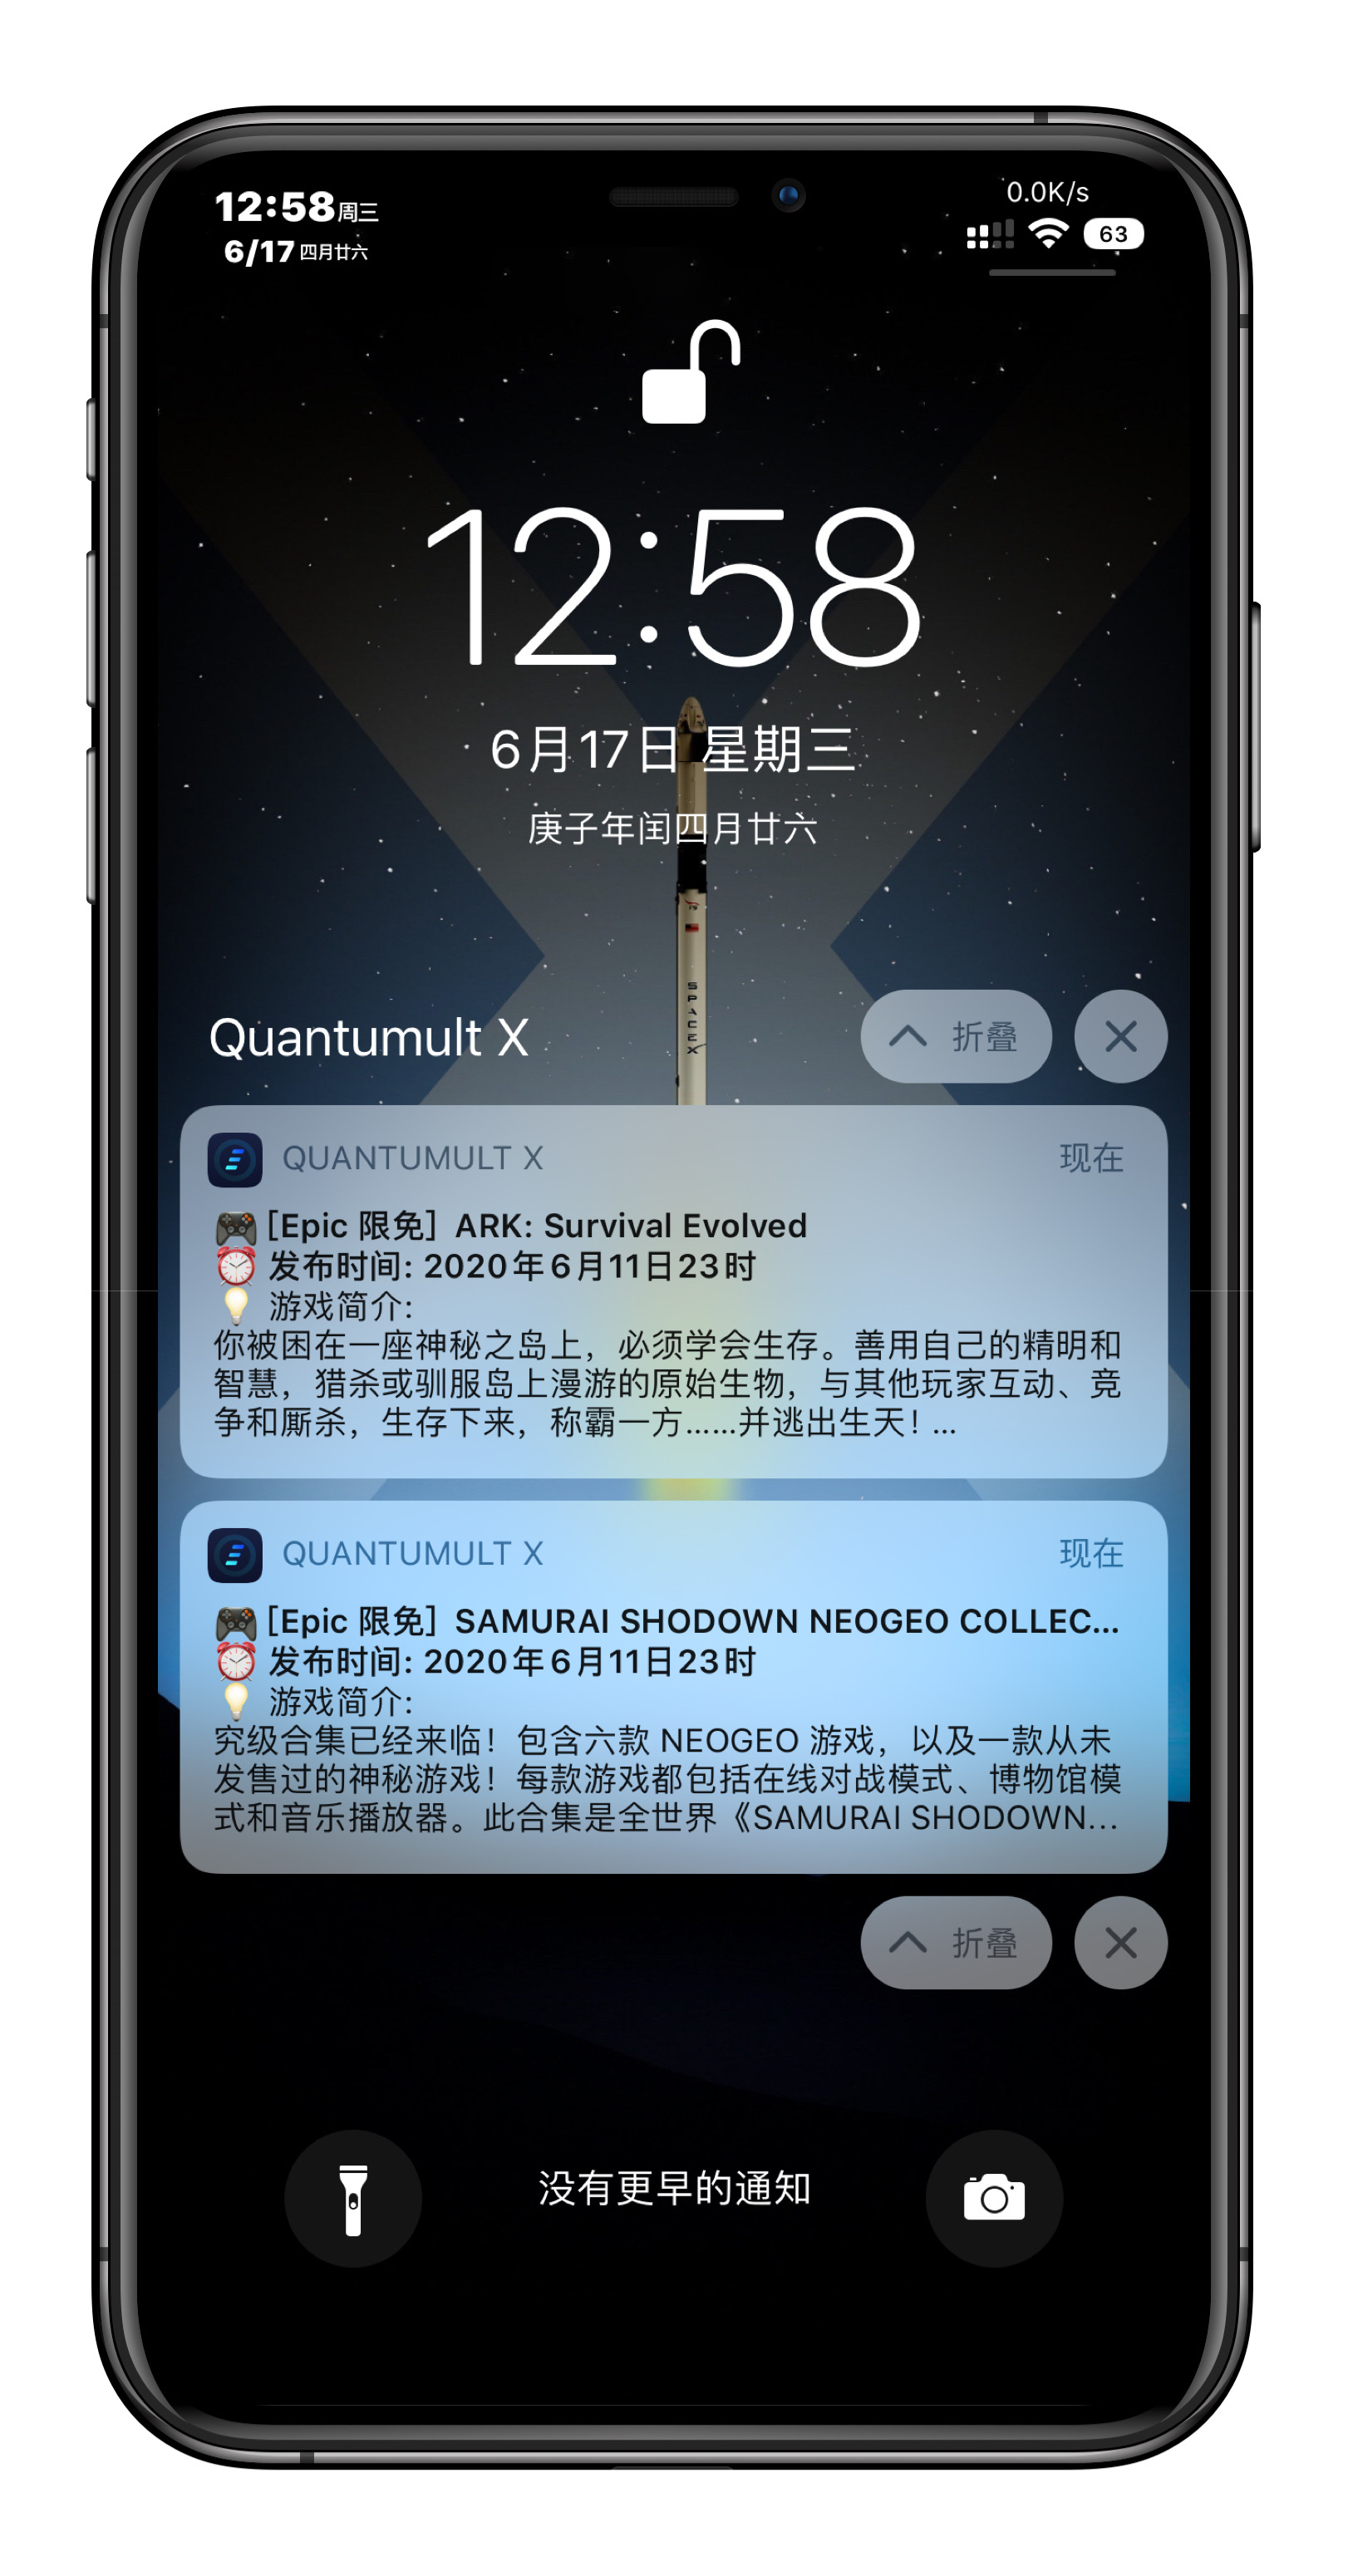 12:58周三
6/17四月廿六
0.0K/s
63
12:58
6月17日 星期三
庚子年闰四月廿六
SPACEX
Quantumult X
折叠
QUANTUMULT X
现在
🎮[Epic 限免] ARK: Survival Evolved
⏰ 发布时间: 2020年6月11日23时
💡 游戏简介:
你被困在一座神秘之岛上，必须学会生存。善用自己的精明和
智慧，猎杀或驯服岛上漫游的原始生物，与其他玩家互动、竞
争和厮杀，生存下来，称霸一方……并逃出生天！...
QUANTUMULT X
现在
🎮[Epic 限免] SAMURAI SHODOWN NEOGEO COLLEC...
⏰ 发布时间: 2020年6月11日23时
💡 游戏简介:
究级合集已经来临！包含六款 NEOGEO 游戏，以及一款从未
发售过的神秘游戏！每款游戏都包括在线对战模式、博物馆模
式和音乐播放器。此合集是全世界《SAMURAI SHODOWN...
折叠
没有更早的通知